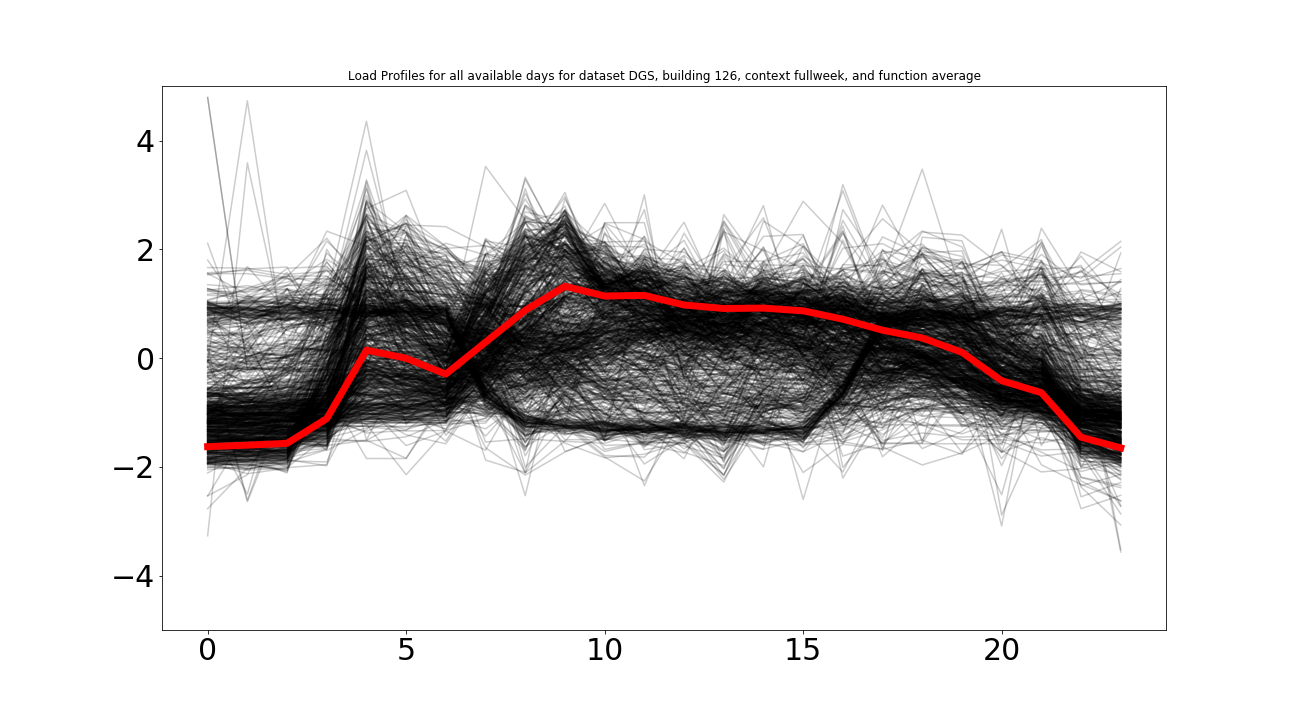 Load Profiles for all available days for dataset DGS, building 126, context fullweek, and function average
4
2
0
−2
−4
0 5 10 15 20